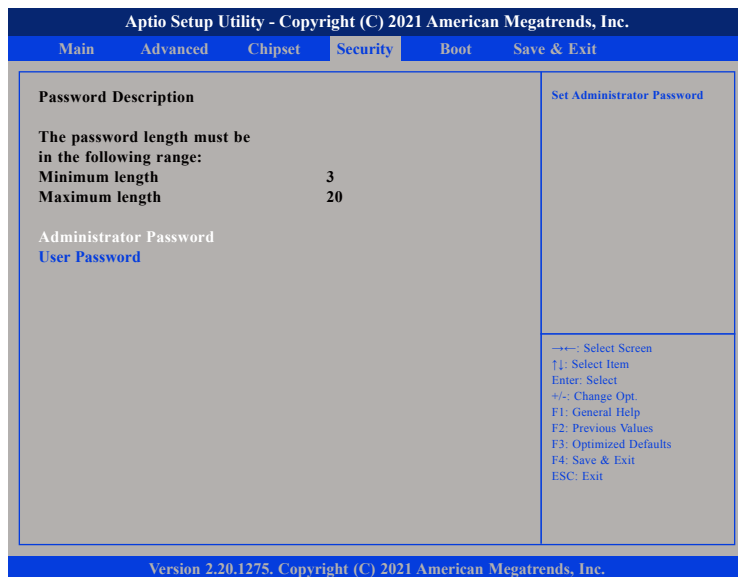 Aptio Setup Utility - Copyright (C) 2021 American Megatrends, Inc.
Main Advanced Chipset Security Boot Save & Exit
Password Description
The password length must be
in the following range:
Minimum length 3
Maximum length 20
Administrator Password
User Password
Set Administrator Password
→←: Select Screen
↑↓: Select Item
Enter: Select
+/-: Change Opt.
F1: General Help
F2: Previous Values
F3: Optimized Defaults
F4: Save & Exit
ESC: Exit
Version 2.20.1275. Copyright (C) 2021 American Megatrends, Inc.